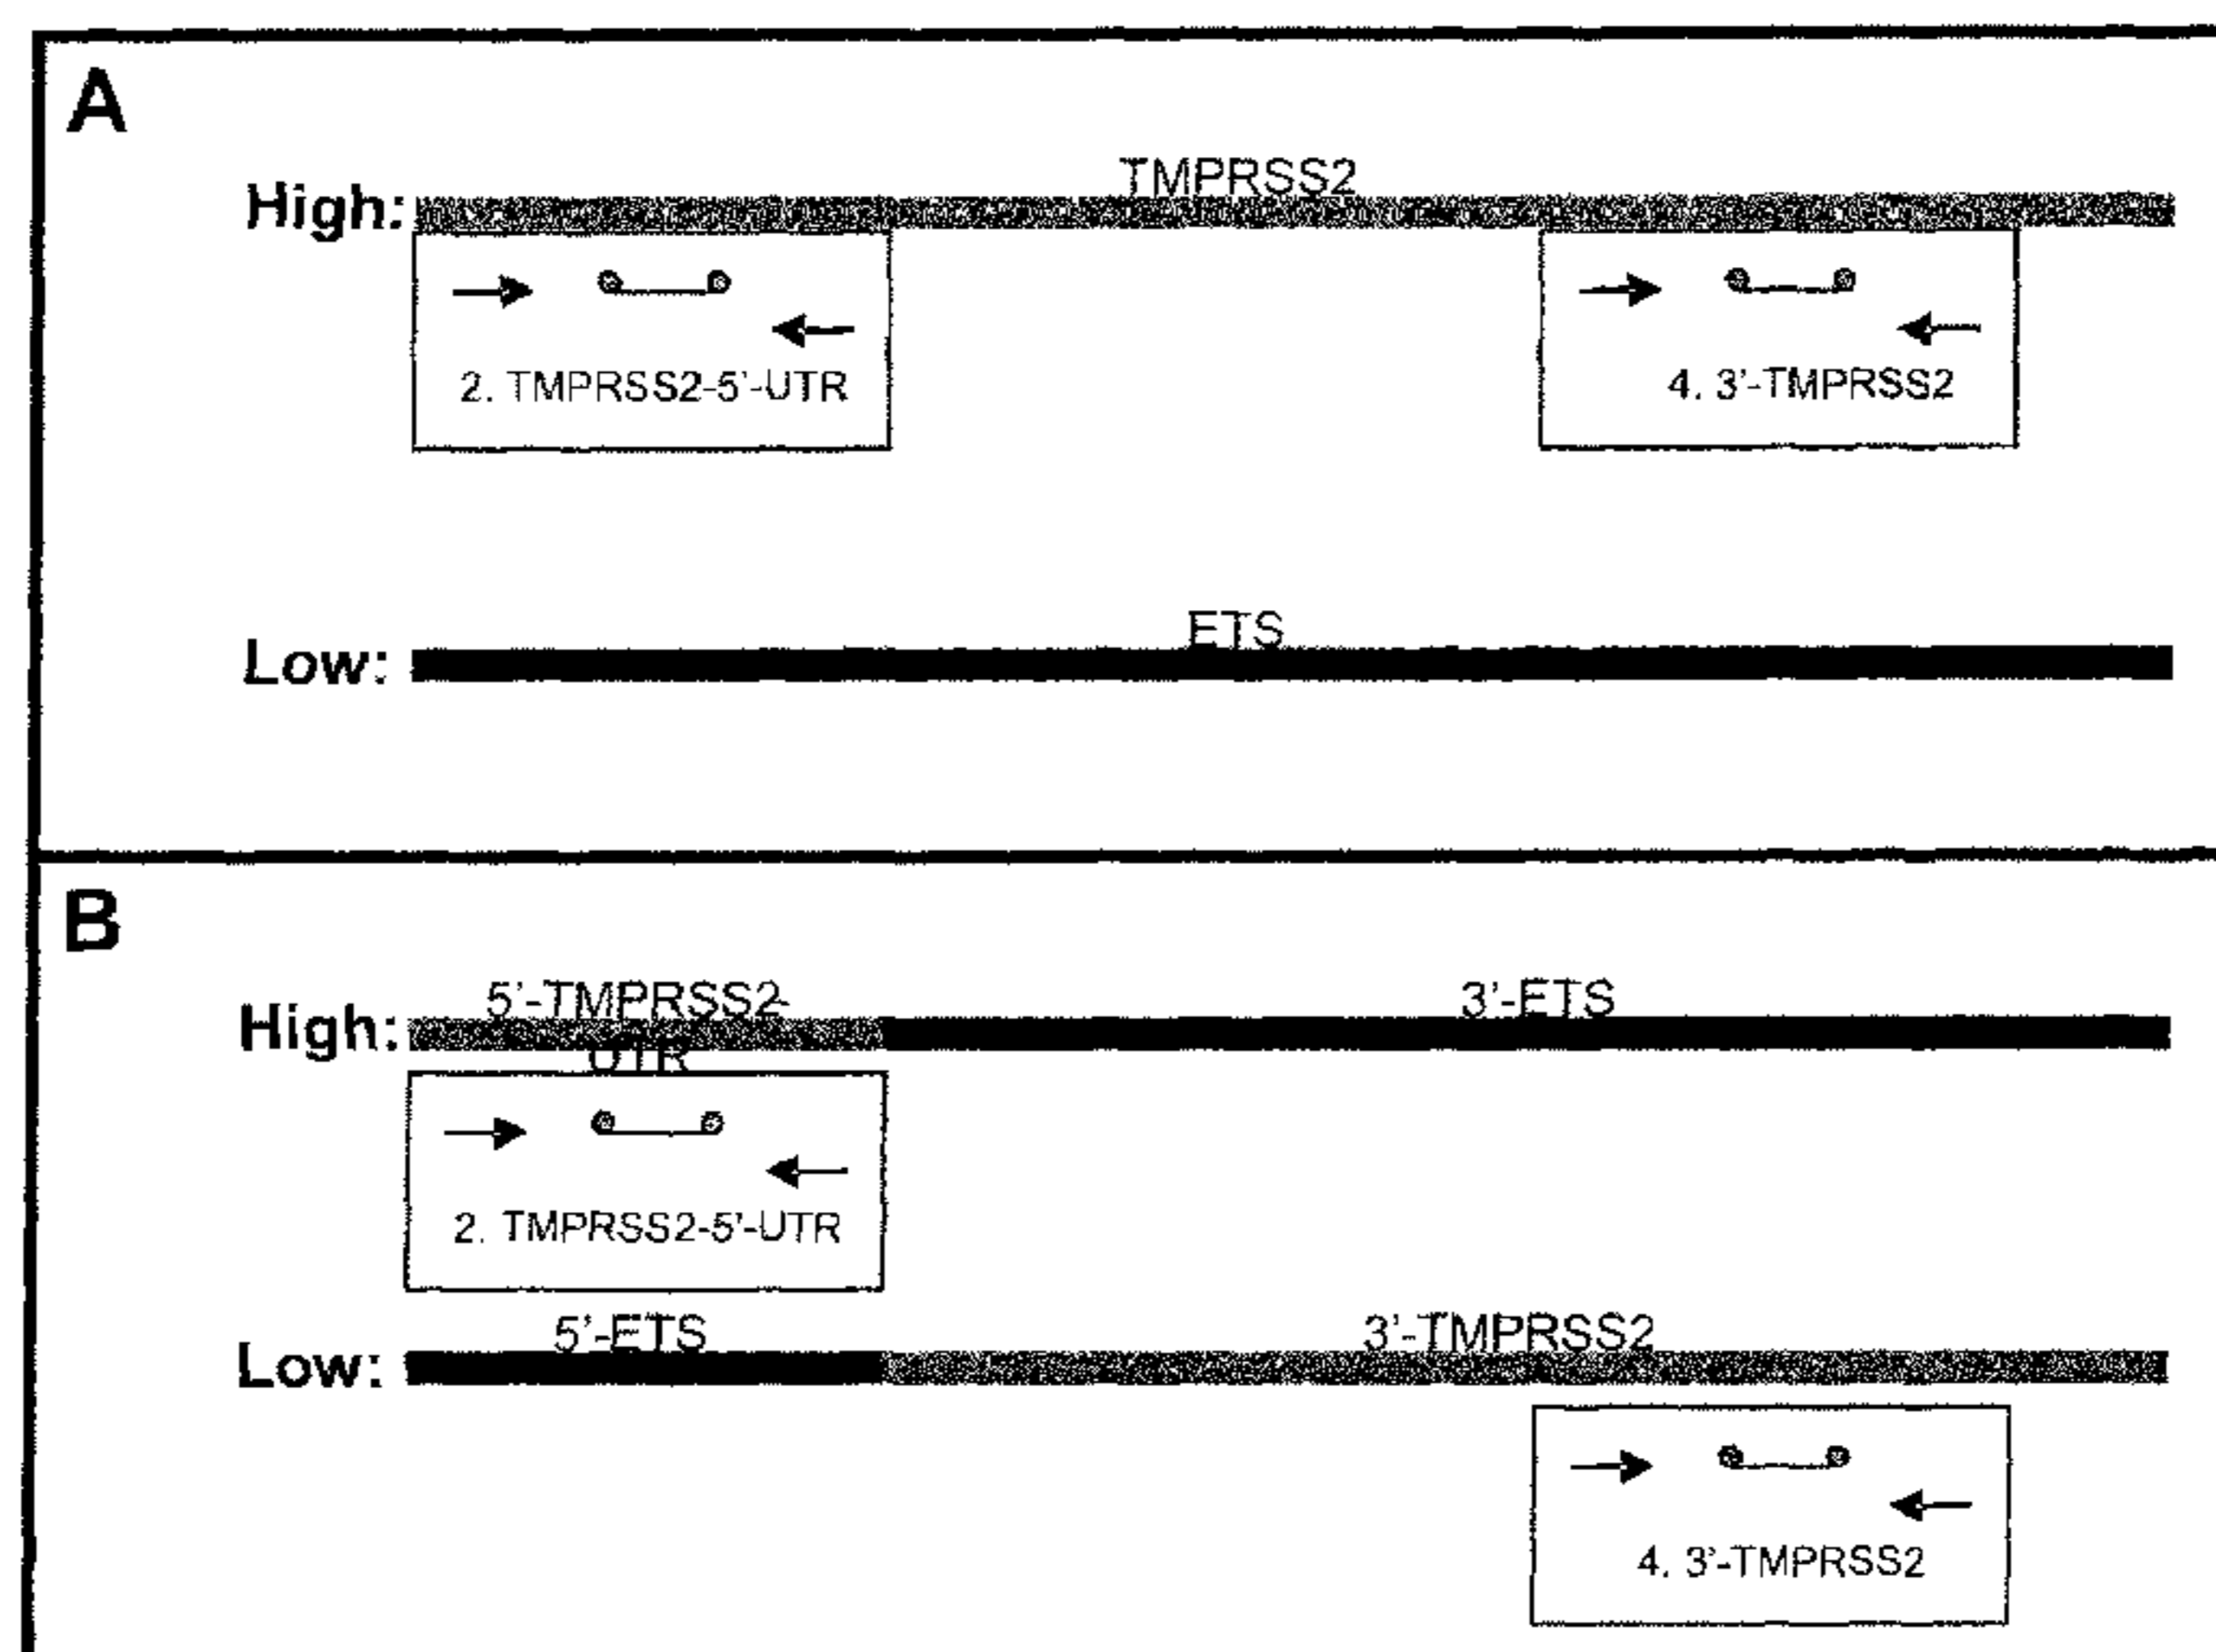 A
TMPRSS2
High:
2. TMPRSS2-5'-UTR
4. 3'-TMPRSS2
ETS
Low:
B
5'-TMPRSS2-
UTR
3'-ETS
High:
2. TMPRSS2-5'-UTR
5'-ETS
3'-TMPRSS2
Low:
4. 3'-TMPRSS2